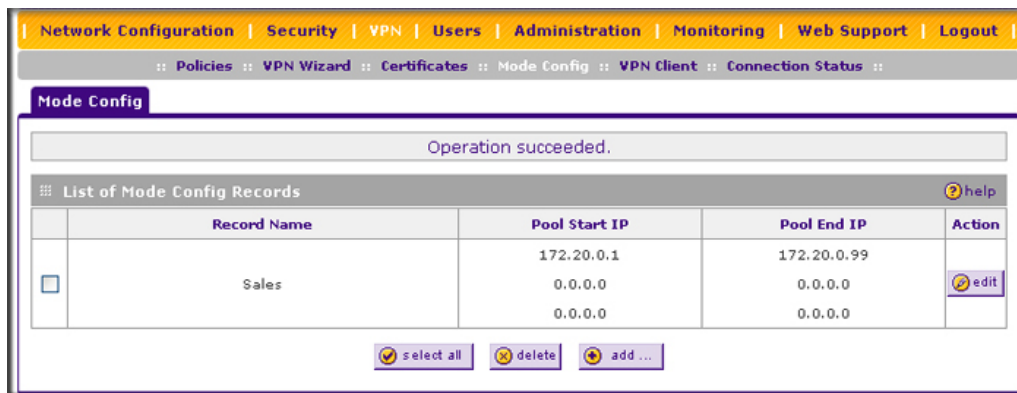 | Network Configuration | Security | VPN | Users | Administration | Monitoring | Web Support | Logout |
:: Policies :: VPN Wizard :: Certificates :: Mode Config :: VPN Client :: Connection Status ::
Mode Config
Operation succeeded.
List of Mode Config Records ? help
Record Name Pool Start IP Pool End IP Action
172.20.0.1 172.20.0.99
Sales 0.0.0.0 0.0.0.0 edit
0.0.0.0 0.0.0.0
select all delete add ...